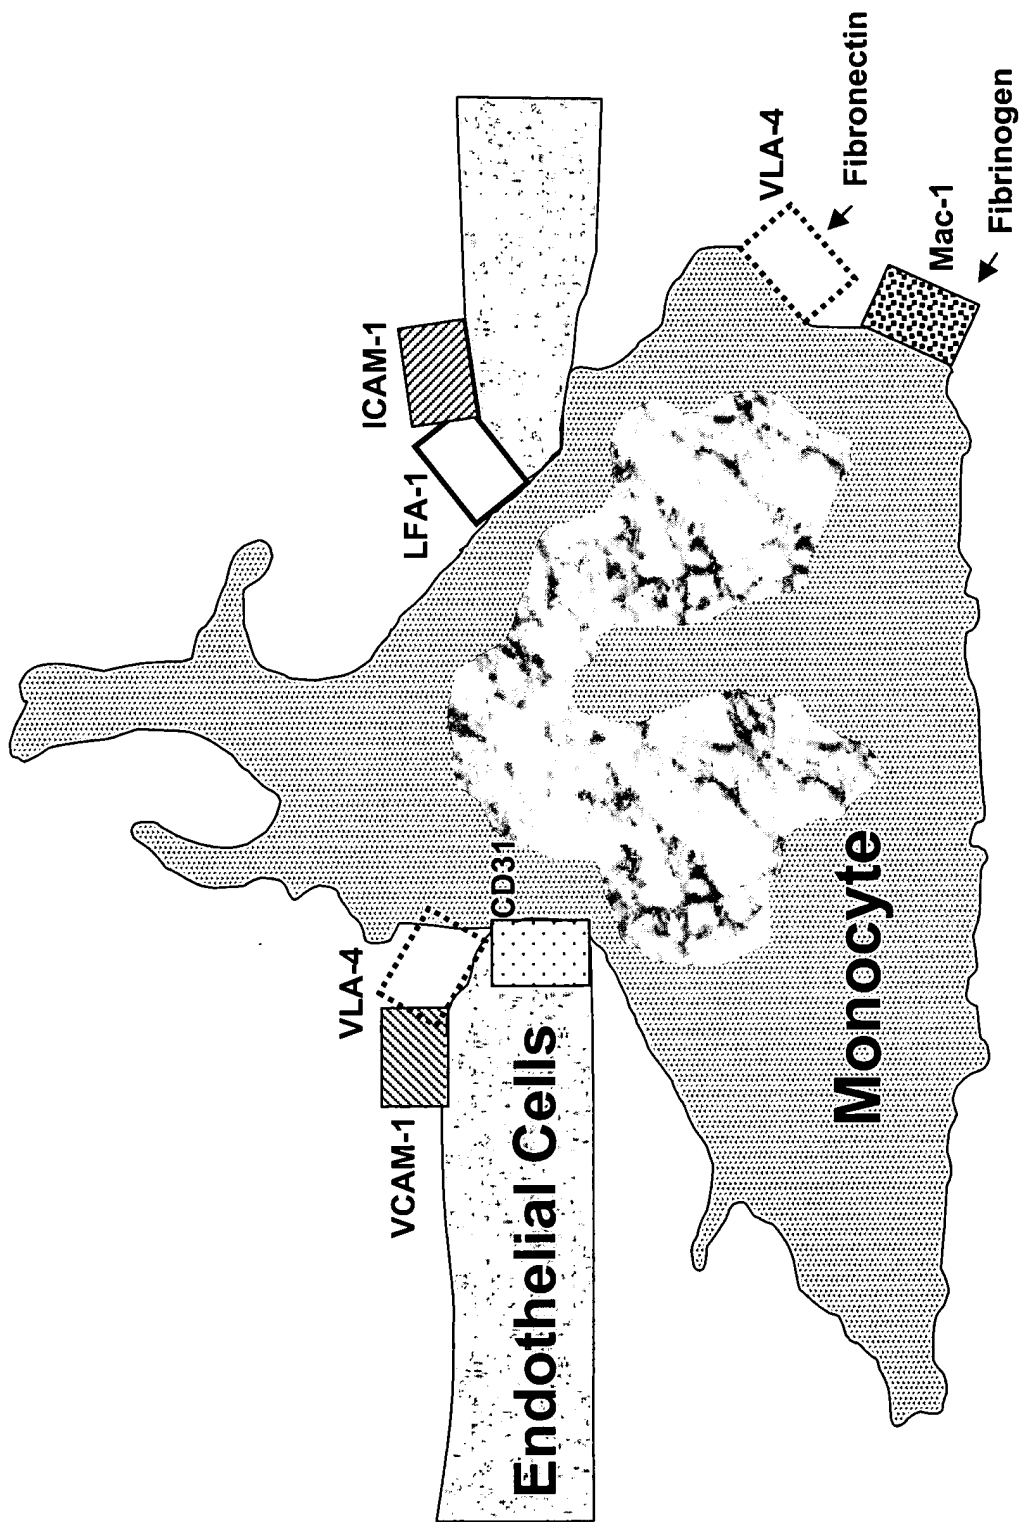 VCAM-1
VLA-4
LFA-1
ICAM-1
CD31
Endothelial Cells
Monocyte
VLA-4
Fibronectin
Mac-1
Fibrinogen